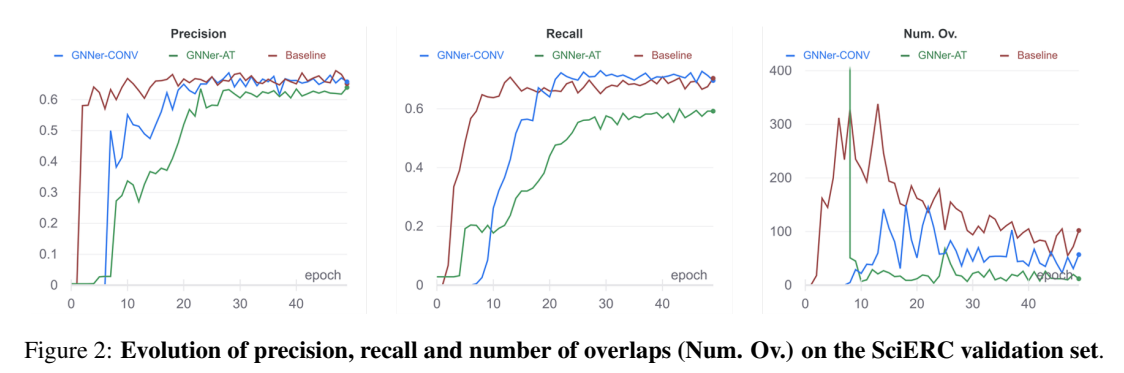 Precision
GNNer-CONV GNNer-AT Baseline
0.6
0.5
0.4
0.3
0.2
0.1
0
epoch
0 10 20 30 40
Recall
GNNer-CONV GNNer-AT Baseline
0.6
0.4
0.2
0
epoch
0 10 20 30 40
Num. Ov.
GNNer-CONV GNNer-AT Baseline
400
300
200
100
0
epoch
0 10 20 30 40
Figure 2: Evolution of precision, recall and number of overlaps (Num. Ov.) on the SciERC validation set.